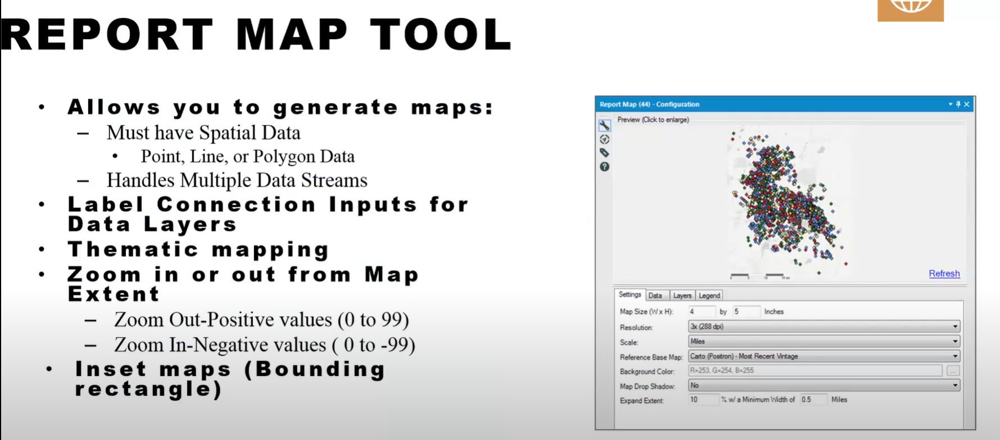 REPORT MAP TOOL
• Allows you to generate maps:
– Must have Spatial Data
• Point, Line, or Polygon Data
– Handles Multiple Data Streams
• Label Connection Inputs for
Data Layers
• Thematic mapping
• Zoom in or out from Map
Extent
– Zoom Out-Positive values (0 to 99)
– Zoom In-Negative values ( 0 to -99)
• Inset maps (Bounding
rectangle)
Report Map (44) - Configuration
Preview (Click to enlarge)
0 5 10 15 mi
Refresh
Settings Data Layers Legend
Map Size (W x H): 4 by 5 Inches
Resolution: 3x (288 dpi)
Scale: Miles
Reference Base Map: Carto (Positron) - Most Recent Vintage
Background Color: R=253, G=254, B=255 ...
Map Drop Shadow: No
Expand Extent: 10 % w/ a Minimum Width of 0.5 Miles